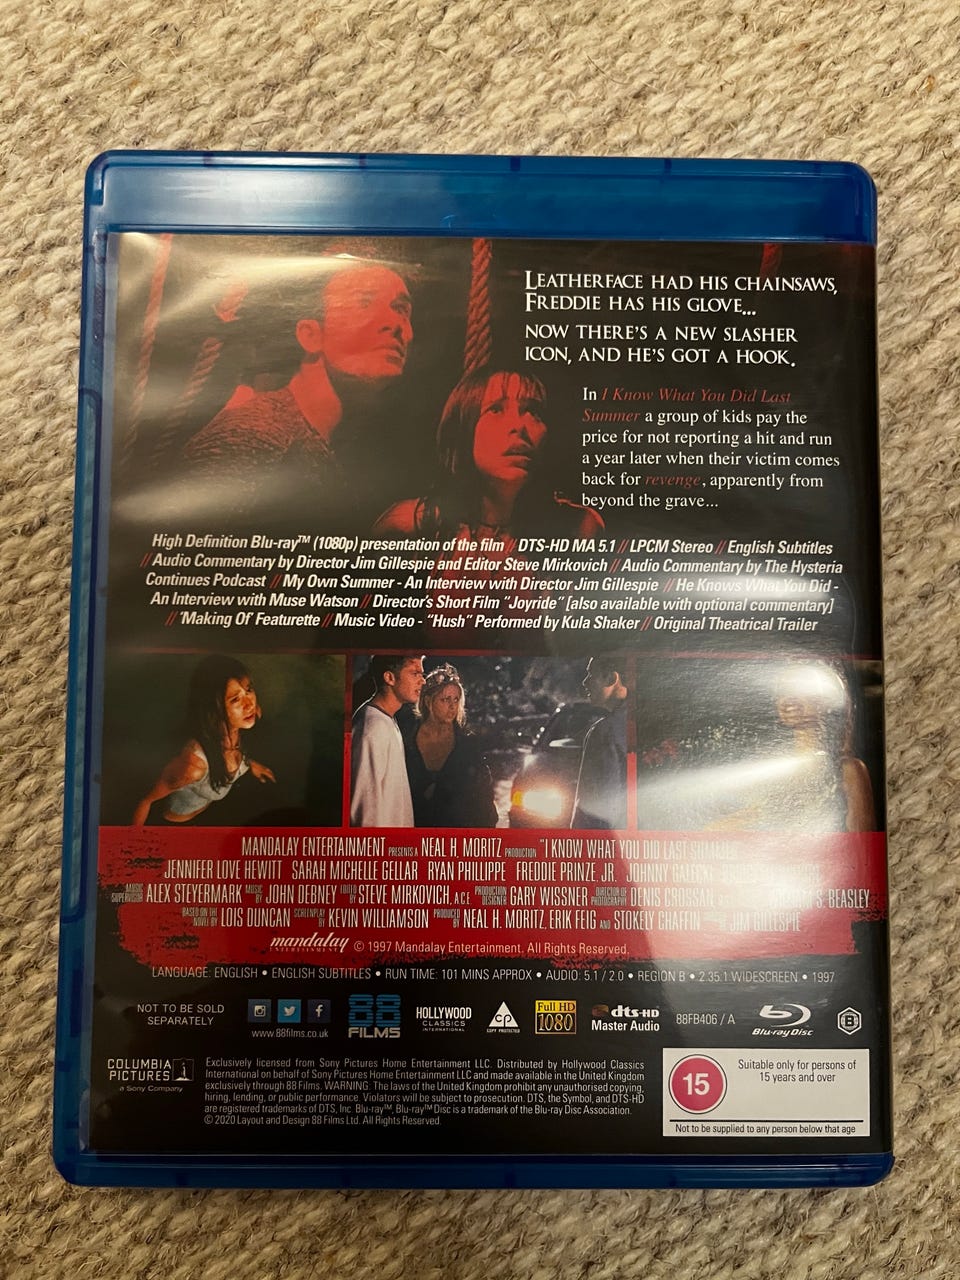 LEATHERFACE HAD HIS CHAINSAWS,
FREDDIE HAS HIS GLOVE...
NOW THERE'S A NEW SLASHER
ICON, AND HE'S GOT A HOOK.
In I Know What You Did Last
Summer a group of kids pay the
price for not reporting a hit and run
a year later when their victim comes
back for revenge, apparently from
beyond the grave...
High Definition Blu-ray™ (1080p) presentation of the film // DTS-HD MA 5.1 // LPCM Stereo // English Subtitles
// Audio Commentary by Director Jim Gillespie and Editor Steve Mirkovich // Audio Commentary by The Hysteria
Continues Podcast // My Own Summer - An Interview with Director Jim Gillespie // He Knows What You Did -
An Interview with Muse Watson // Director's Short Film "Joyride" [also available with optional commentary]
// 'Making Of' Featurette // Music Video - "Hush" Performed by Kula Shaker // Original Theatrical Trailer
MANDALAY ENTERTAINMENT PRESENTS A NEAL H. MORITZ PRODUCTION "I KNOW WHAT YOU DID LAST SUMMER
JENNIFER LOVE HEWITT SARAH MICHELLE GELLAR RYAN PHILLIPPE FREDDIE PRINZE, JR. JOHNNY GALECKI
MUSIC SUPERVISOR ALEX STEYERMARK MUSIC BY JOHN DEBNEY EDITED BY STEVE MIRKOVICH, A.C.E. PRODUCTION DESIGNER GARY WISSNER DIRECTOR OF PHOTOGRAPHY DENIS CROSSAN WILLIAM S. BEASLEY
BASED ON THE NOVEL BY LOIS DUNCAN SCREENPLAY BY KEVIN WILLIAMSON PRODUCED BY NEAL H. MORITZ, ERIK FEIG AND STOKELY CHAFFIN JIM GILLESPIE
mandalay ENTERTAINMENT © 1997 Mandalay Entertainment. All Rights Reserved.
LANGUAGE: ENGLISH • ENGLISH SUBTITLES • RUN TIME: 101 MINS APPROX • AUDIO: 5.1 / 2.0 • REGION B • 2.35:1 WIDESCREEN • 1997
NOT TO BE SOLD
SEPARATELY
www.88films.co.uk
88
FILMS
HOLLYWOOD
CLASSICS
INTERNATIONAL
CP
COPY PROTECTED
Full HD
1080
dts-HD
Master Audio
88FB406 / A
Blu-ray Disc
B
COLUMBIA
PICTURES
a Sony Company
Exclusively licensed from Sony Pictures Home Entertainment LLC. Distributed by Hollywood Classics
International on behalf of Sony Pictures Home Entertainment LLC and made available in the United Kingdom
exclusively through 88 Films. WARNING: The laws of the United Kingdom prohibit any unauthorised copying,
hiring, lending, or public performance. Violators will be subject to prosecution. DTS, the Symbol, and DTS-HD
are registered trademarks of DTS, Inc. Blu-ray™, Blu-ray™ Disc is a trademark of the Blu-ray Disc Association.
© 2020 Layout and Design 88 Films Ltd. All Rights Reserved.
15
Suitable only for persons of
15 years and over
Not to be supplied to any person below that age